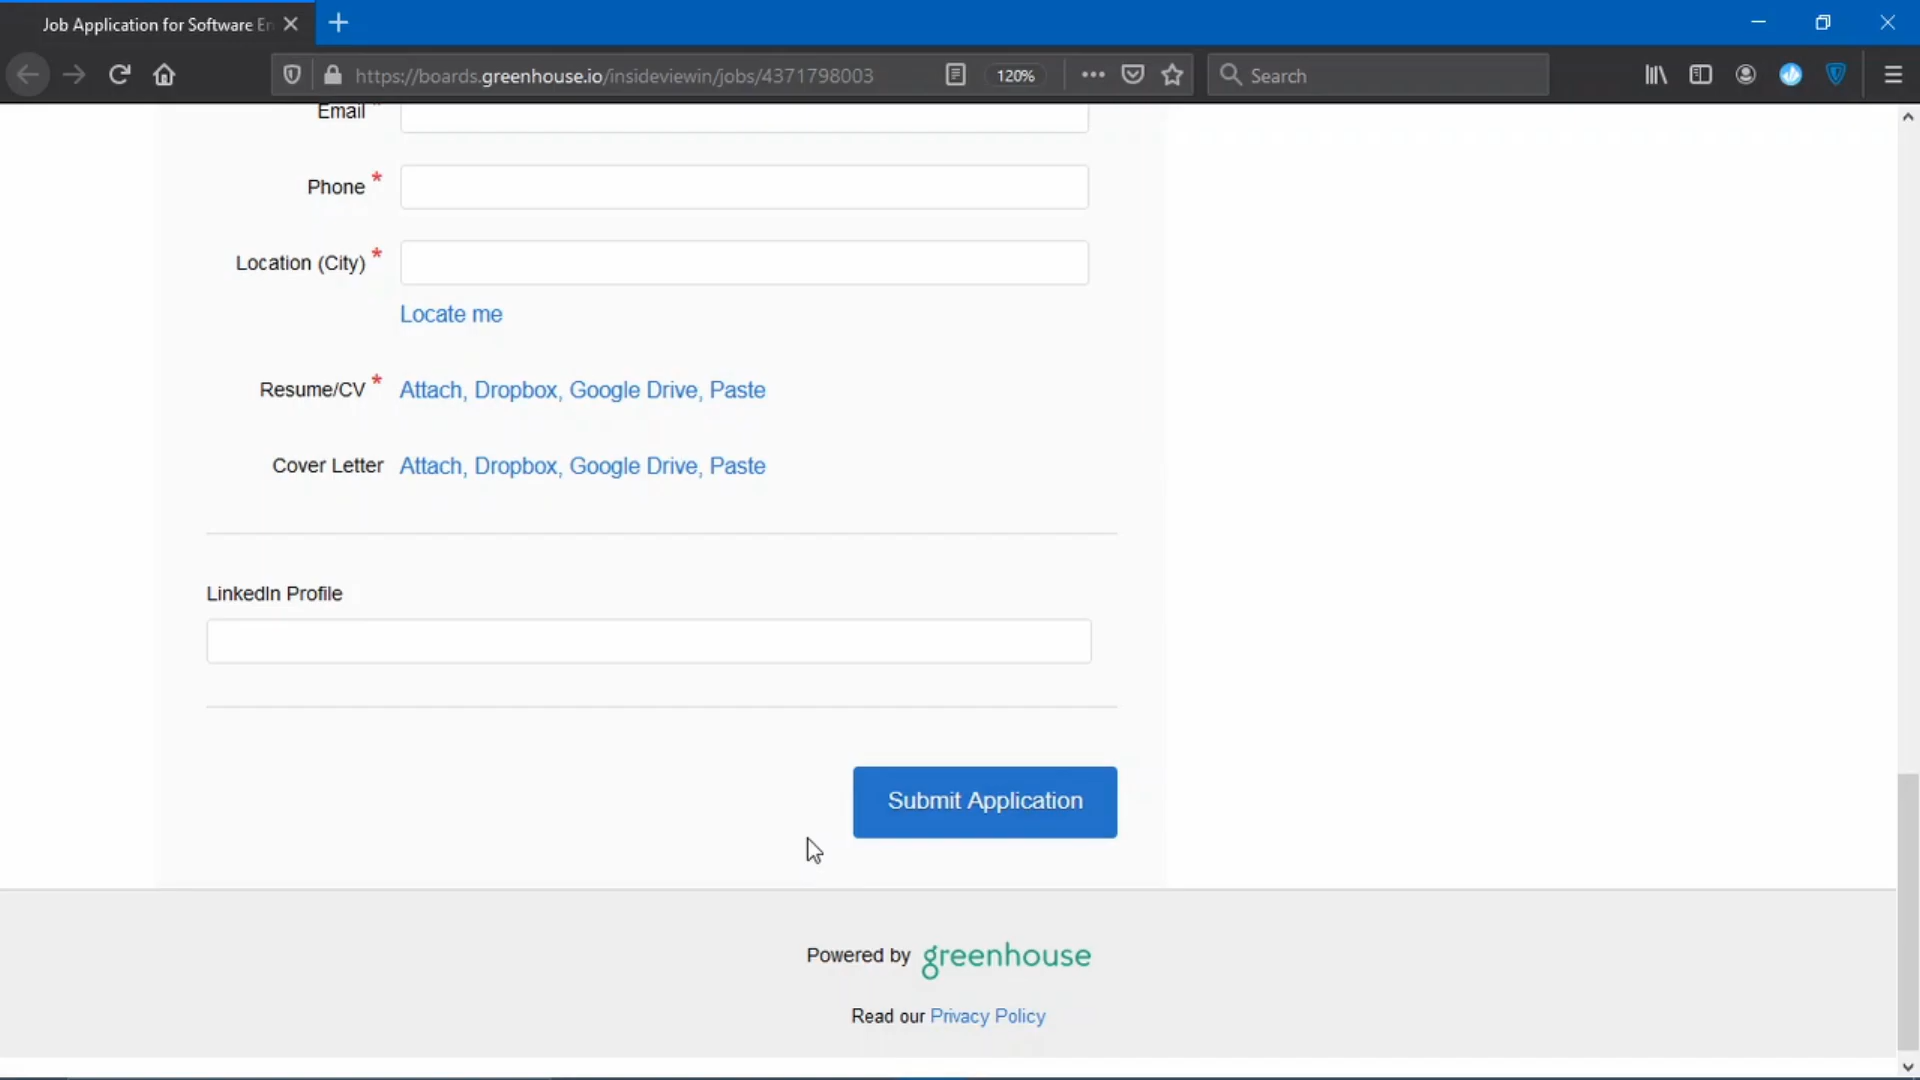 Job Application for Software En
https://boards.greenhouse.io/insideviewin/jobs/4371798003
120%
Search
Email *
Phone *
Location (City) *
Locate me
Resume/CV * Attach, Dropbox, Google Drive, Paste
Cover Letter Attach, Dropbox, Google Drive, Paste
LinkedIn Profile
Submit Application
Powered by greenhouse
Read our Privacy Policy